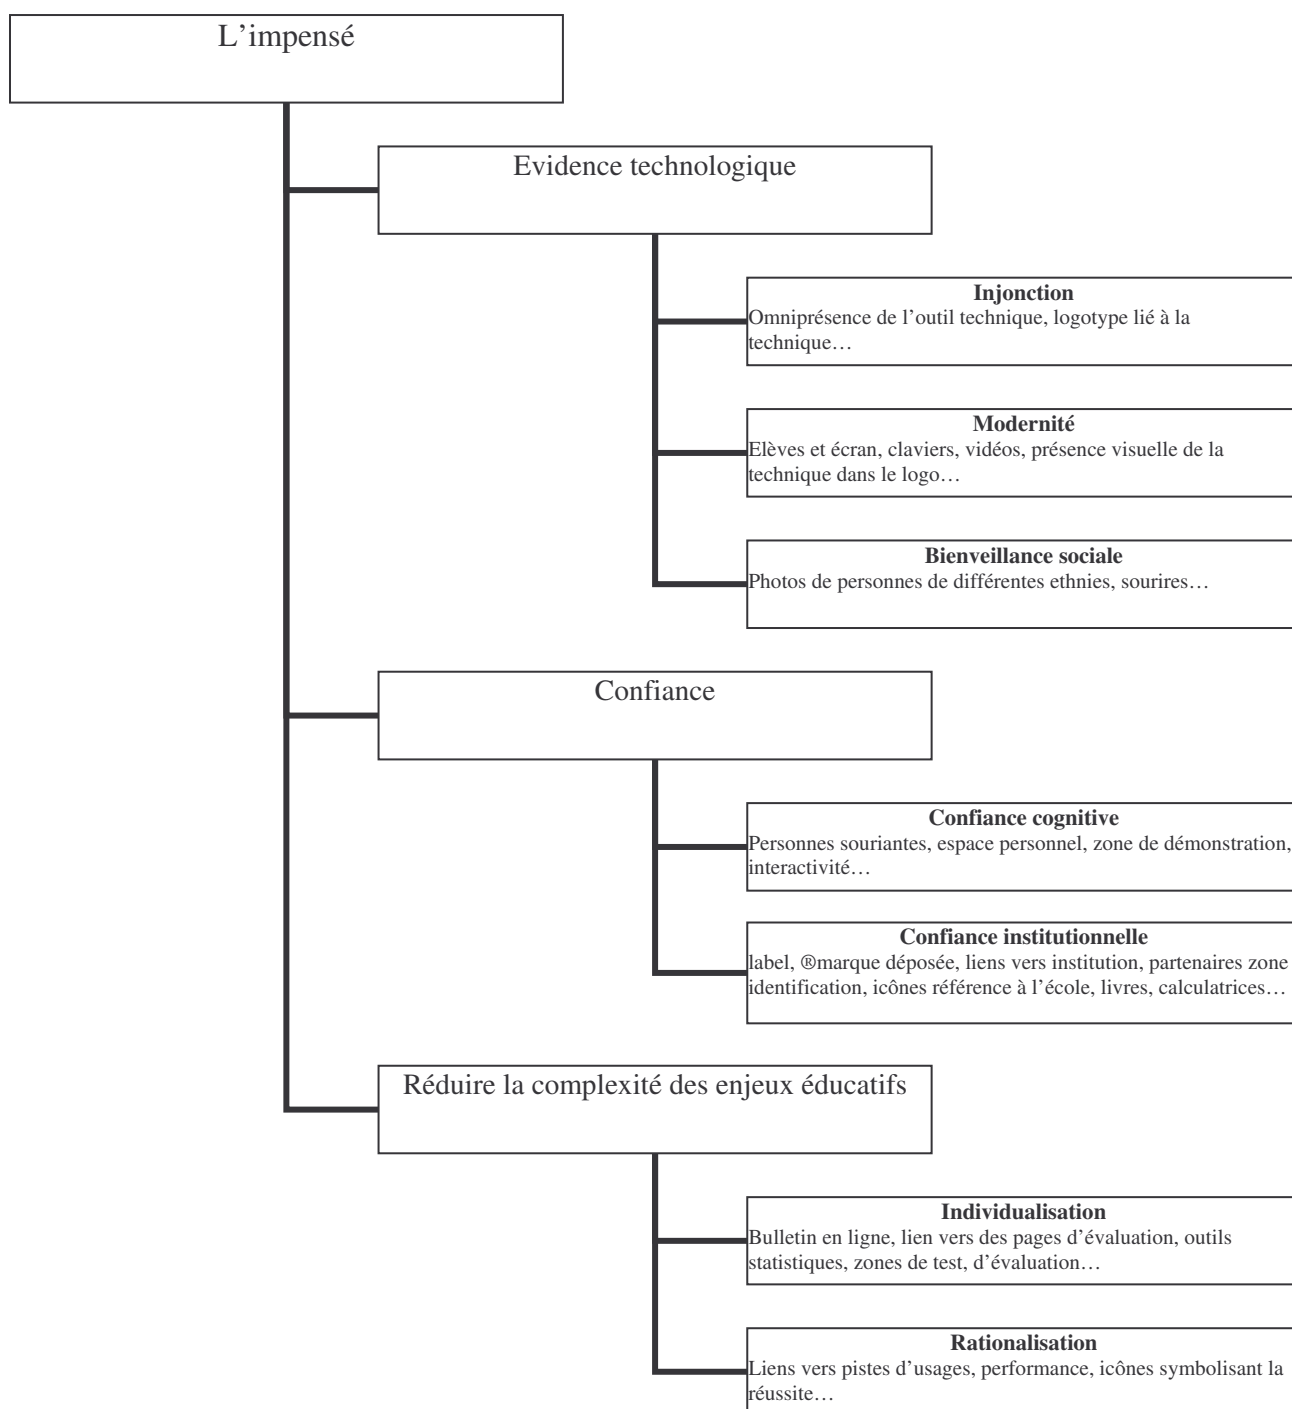 L’impensé
Evidence technologique
Injonction
Omniprésence de l’outil technique, logotype lié à la
technique…
Modernité
Elèves et écran, claviers, vidéos, présence visuelle de la
technique dans le logo…
Bienveillance sociale
Photos de personnes de différentes ethnies, sourires…
Confiance
Confiance cognitive
Personnes souriantes, espace personnel, zone de démonstration,
interactivité…
Confiance institutionnelle
label, ®marque déposée, liens vers institution, partenaires zone
identification, icônes référence à l’école, livres, calculatrices…
Réduire la complexité des enjeux éducatifs
Individualisation
Bulletin en ligne, lien vers des pages d’évaluation, outils
statistiques, zones de test, d’évaluation…
Rationalisation
Liens vers pistes d’usages, performance, icônes symbolisant la
réussite…